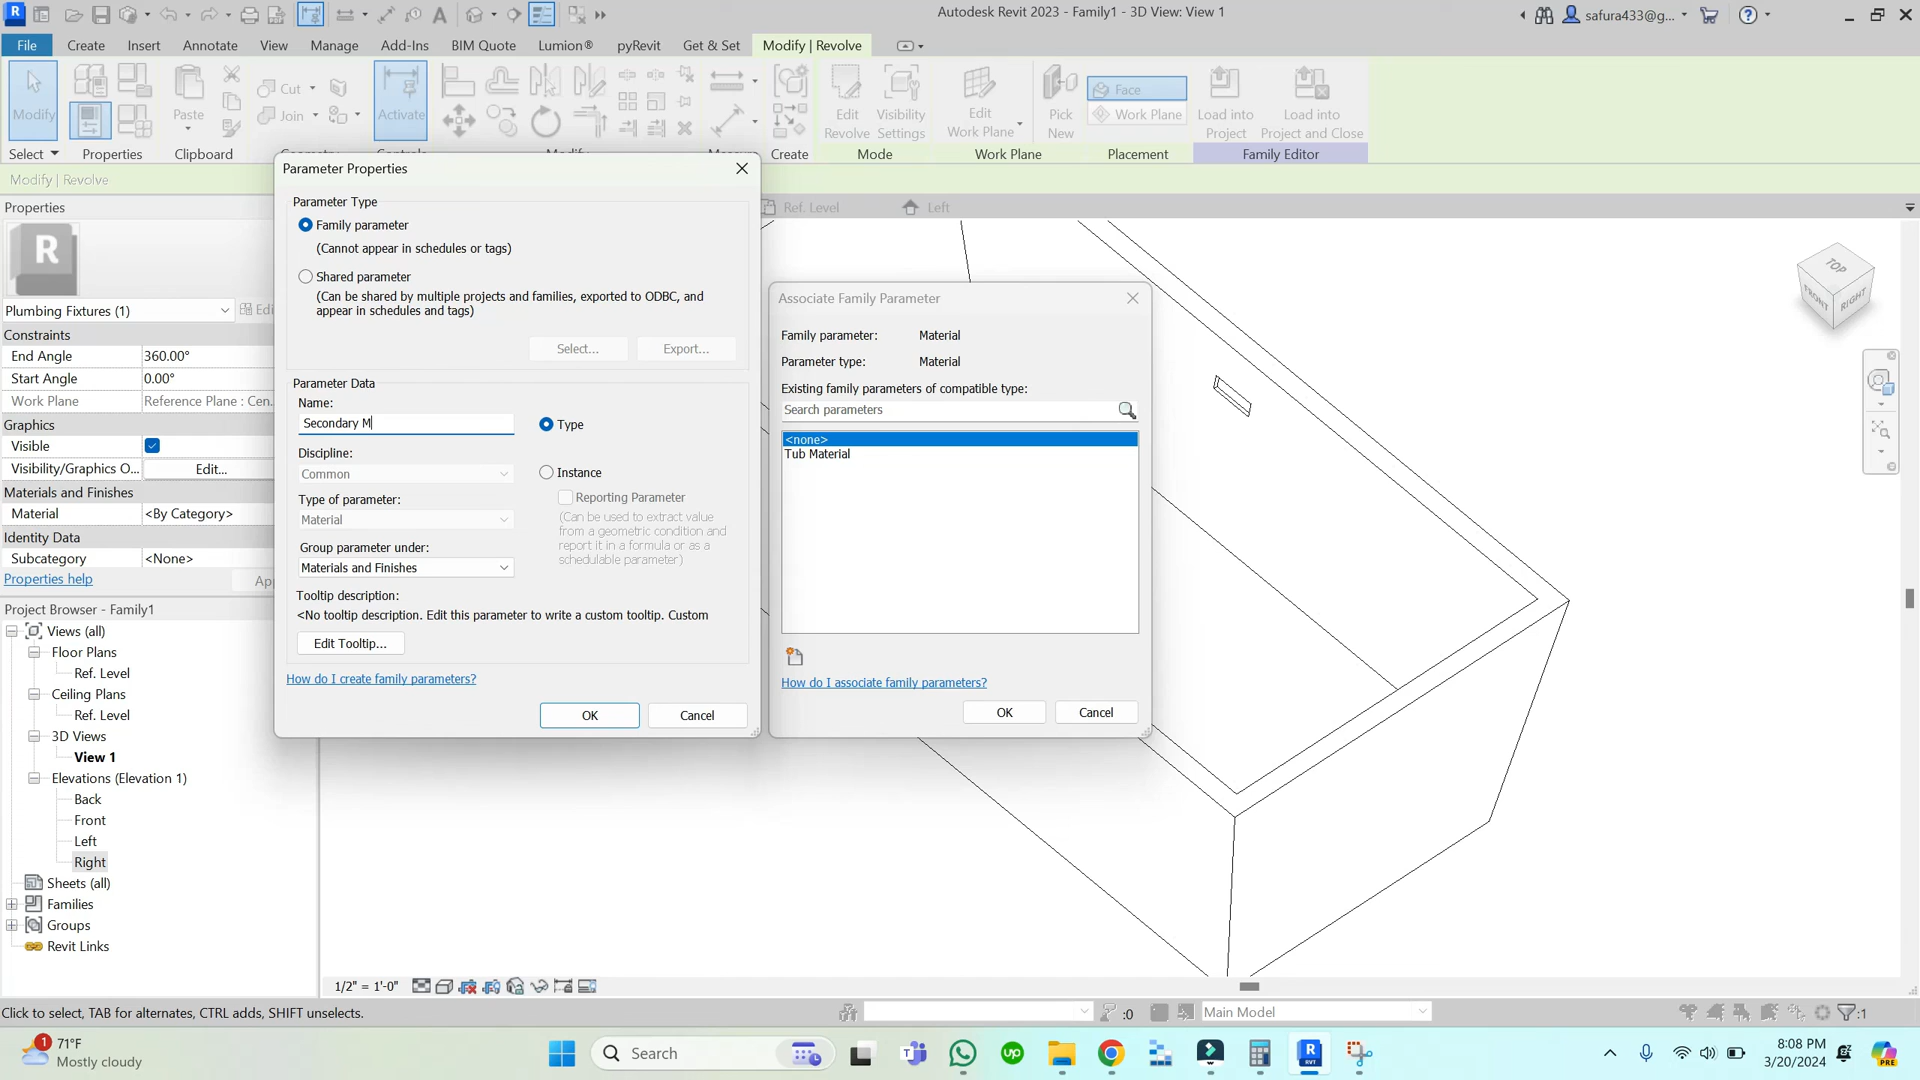 Autodesk Revit 2023 - Family1 - 3D View: View 1
safura433@g...
File
Create
Insert
Annotate
View
Manage
Add-Ins
BIM Quote
Lumion®
pyRevit
Get & Set
Modify | Revolve
Modify
Paste
Cut
Join
Activate
Edit Revolve
Visibility Settings
Edit Work Plane
Pick New
Face
Work Plane
Load into Project
Load into Project and Close
Select
Properties
Clipboard
Create
Mode
Work Plane
Placement
Family Editor
Modify | Revolve
Properties
R
Plumbing Fixtures (1)
Constraints
End Angle 360.00°
Start Angle 0.00°
Work Plane Reference Plane : Cen...
Graphics
Visible
Visibility/Graphics O... Edit...
Materials and Finishes
Material <By Category>
Identity Data
Subcategory <None>
Properties help
Project Browser - Family1
Views (all)
Floor Plans
Ref. Level
Ceiling Plans
Ref. Level
3D Views
View 1
Elevations (Elevation 1)
Back
Front
Left
Right
Sheets (all)
Families
Groups
Revit Links
Parameter Properties
Parameter Type
Family parameter
(Cannot appear in schedules or tags)
Shared parameter
(Can be shared by multiple projects and families, exported to ODBC, and
appear in schedules and tags)
Select...
Export...
Parameter Data
Name:
Secondary M
Type
Discipline:
Common
Instance
Type of parameter:
Reporting Parameter
Material
(Can be used to extract value
from a geometric condition and
report it in a formula or as a
schedulable parameter)
Group parameter under:
Materials and Finishes
Tooltip description:
<No tooltip description. Edit this parameter to write a custom tooltip. Custom
Edit Tooltip...
How do I create family parameters?
OK
Cancel
Ref. Level
Left
Associate Family Parameter
Family parameter: Material
Parameter type: Material
Existing family parameters of compatible type:
Search parameters
<none>
Tub Material
How do I associate family parameters?
OK
Cancel
TOP
FRONT
RIGHT
1/2" = 1'-0"
Click to select, TAB for alternates, CTRL adds, SHIFT unselects.
:0
Main Model
:1
1
71°F
Mostly cloudy
Search
up
R
RVT
8:08 PM
3/20/2024
PRE